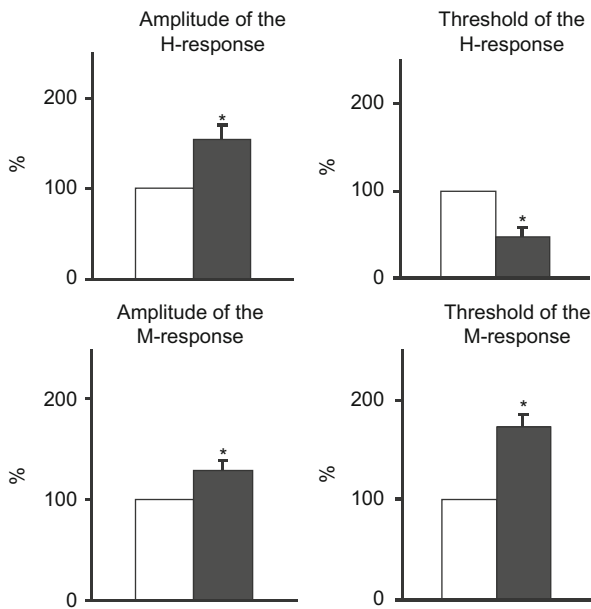 Amplitude of the
H-response
200
*
%
100
0
Threshold of the
H-response
200
%
100
*
0
Amplitude of the
M-response
200
*
%
100
0
Threshold of the
M-response
200
*
%
100
0